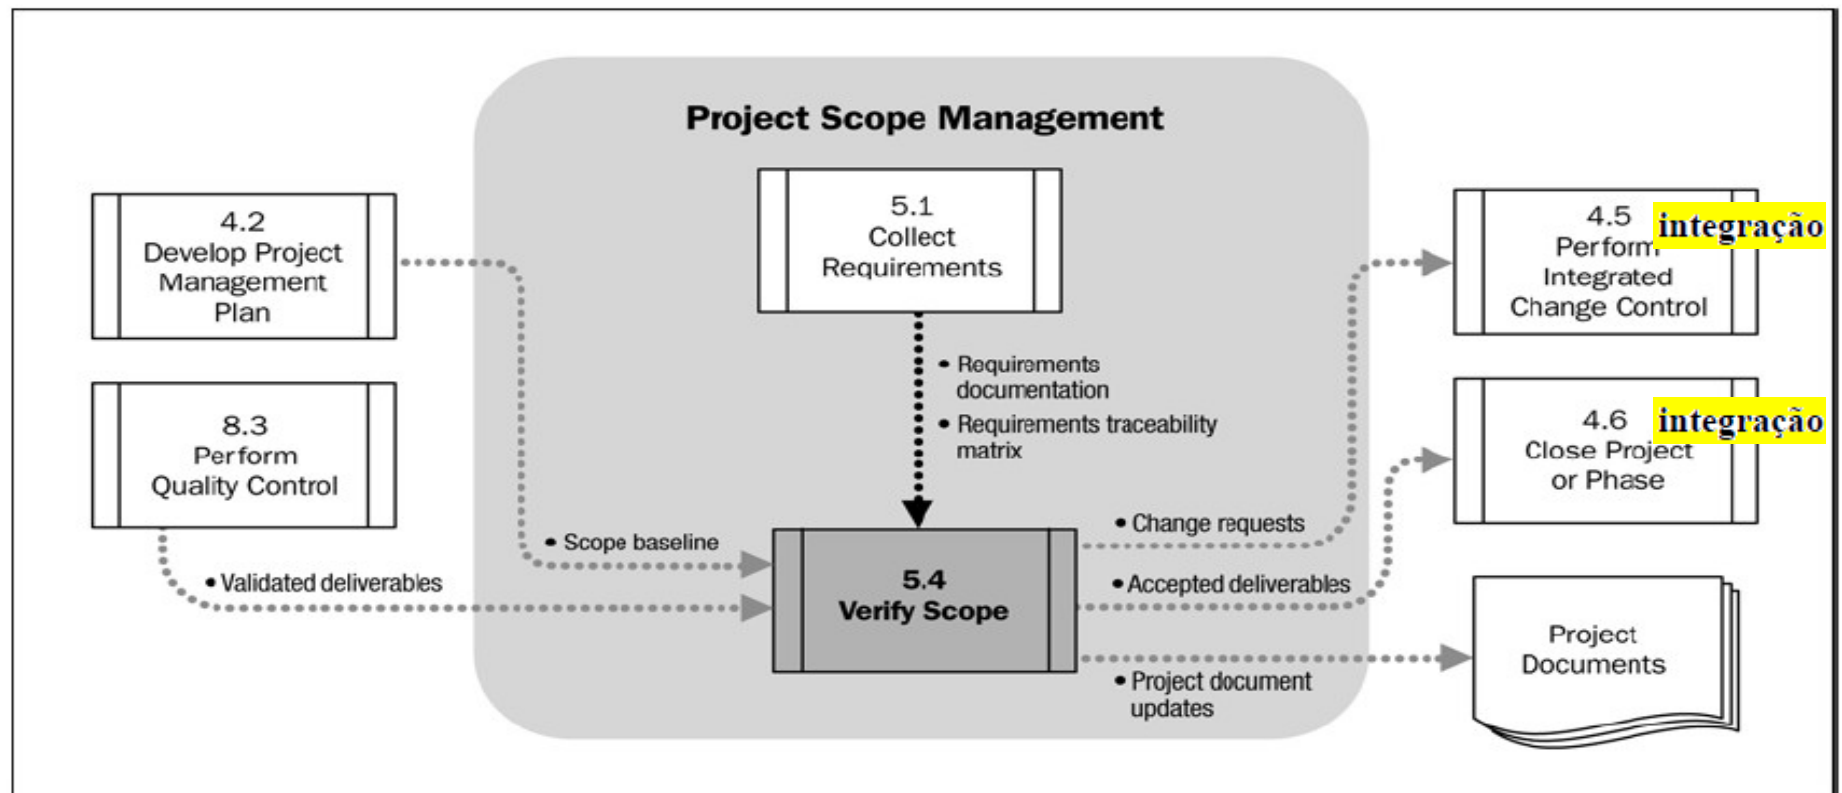 Project Scope Management
4.2
Develop Project
Management
Plan
8.3
Perform
Quality Control
5.1
Collect
Requirements
• Requirements
documentation
• Requirements traceability
matrix
• Scope baseline
• Validated deliverables
5.4
Verify Scope
• Change requests
• Accepted deliverables
• Project document
updates
4.5
integração
Perform
Integrated
Change Control
4.6
integração
Close Project
or Phase
Project
Documents